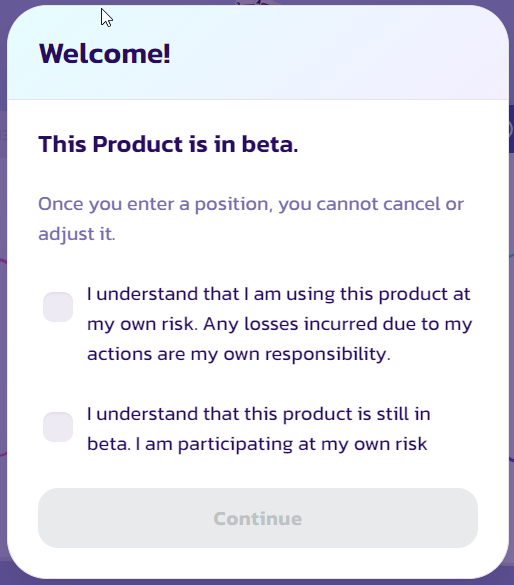 Welcome!
This Product is in beta.
Once you enter a position, you cannot cancel or
adjust it.
I understand that I am using this product at
my own risk. Any losses incurred due to my
actions are my own responsibility.
I understand that this product is still in
beta. I am participating at my own risk
Continue